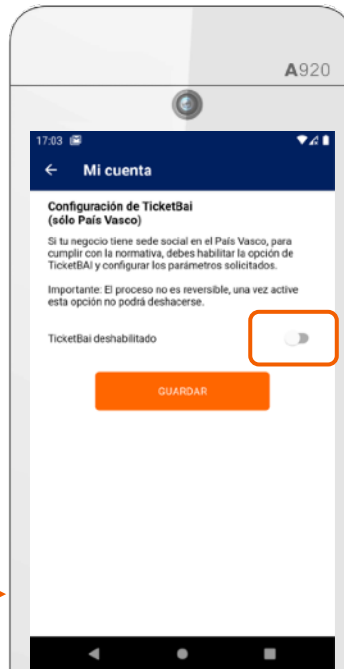 A920
17:03
Mi cuenta
Configuración de TicketBai
(sólo País Vasco)
Si tu negocio tiene sede social en el País Vasco, para
cumplir con la normativa, debes habilitar la opción de
TicketBAi y configurar los parámetros solicitados.
Importante: El proceso no es reversible, una vez active
esta opción no podrá deshacerse.
TicketBai deshabilitado
GUARDAR